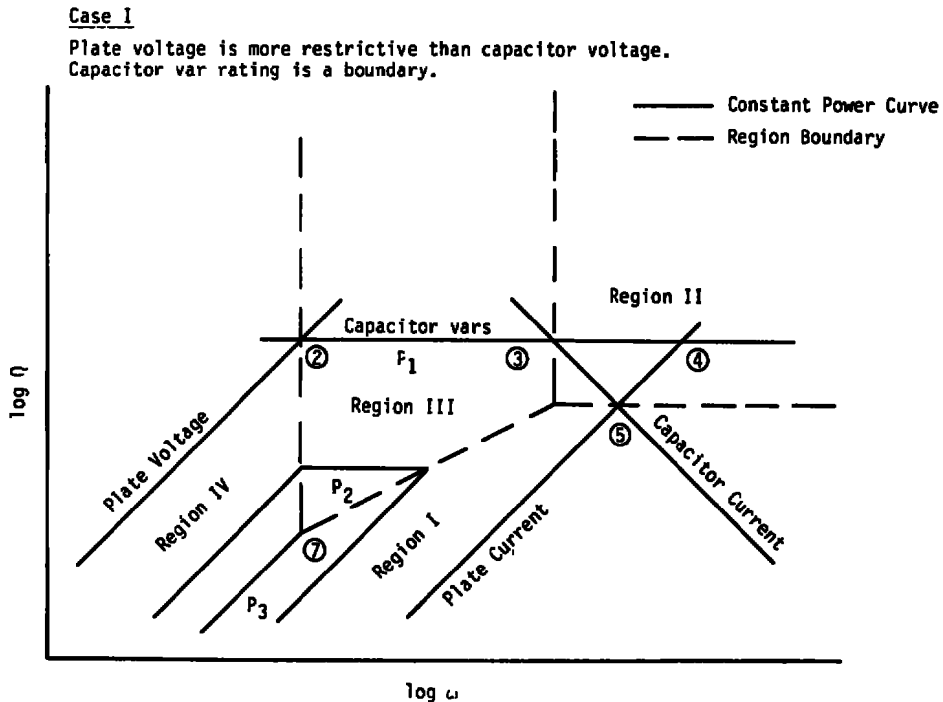 Case I
Plate voltage is more restrictive than capacitor voltage.
Capacitor var rating is a boundary.
Constant Power Curve
Region Boundary
Region II
Capacitor vars
②
P1
③
④
Region III
⑤
log η
Plate Voltage
Region IV
P2
⑦
Region I
Plate Current
Capacitor Current
P3
log ω